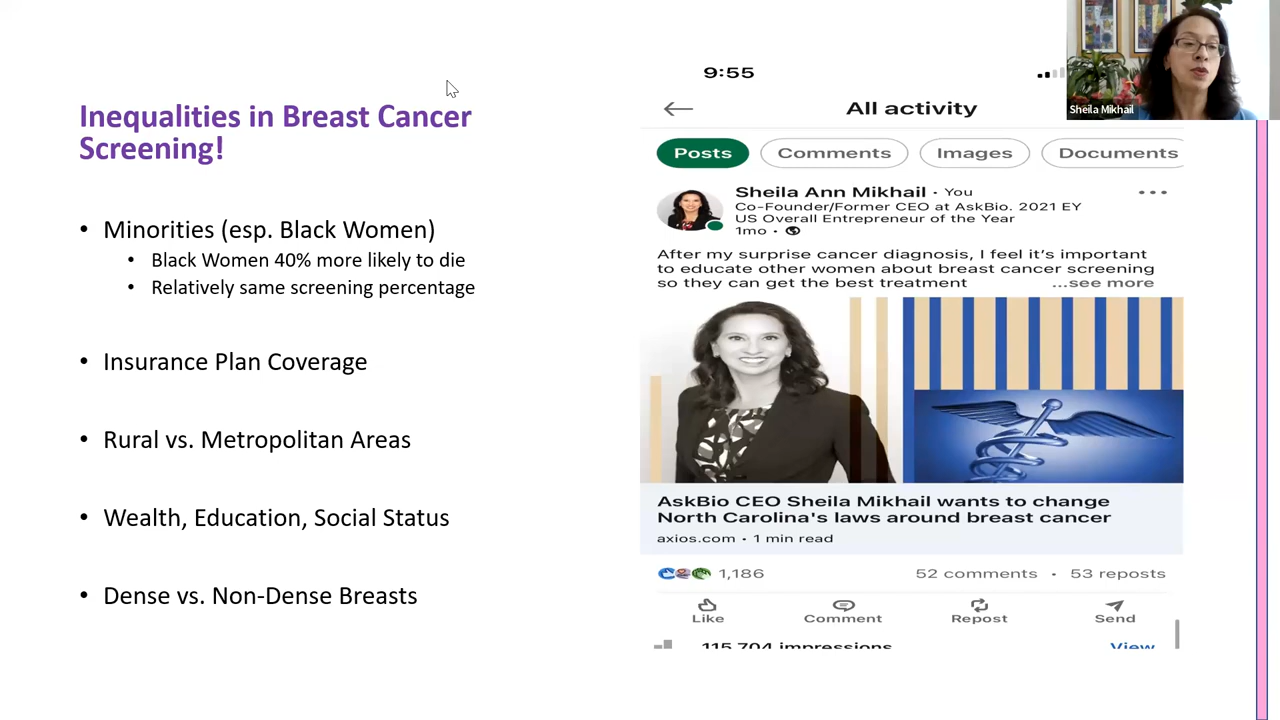 Inequalities in Breast Cancer
Screening!
• Minorities (esp. Black Women)
• Black Women 40% more likely to die
• Relatively same screening percentage
• Insurance Plan Coverage
• Rural vs. Metropolitan Areas
• Wealth, Education, Social Status
• Dense vs. Non-Dense Breasts
9:55
All activity
Posts
Comments
Images
Documents
Sheila Ann Mikhail • You
Co-Founder/Former CEO at AskBio. 2021 EY
US Overall Entrepreneur of the Year
1mo •
After my surprise cancer diagnosis, I feel it's important
to educate other women about breast cancer screening
so they can get the best treatment ...see more
AskBio CEO Sheila Mikhail wants to change
North Carolina's laws around breast cancer
axios.com • 1 min read
1,186
52 comments • 53 reposts
Like
Comment
Repost
Send
115,704 impressions
View
Sheila Mikhail